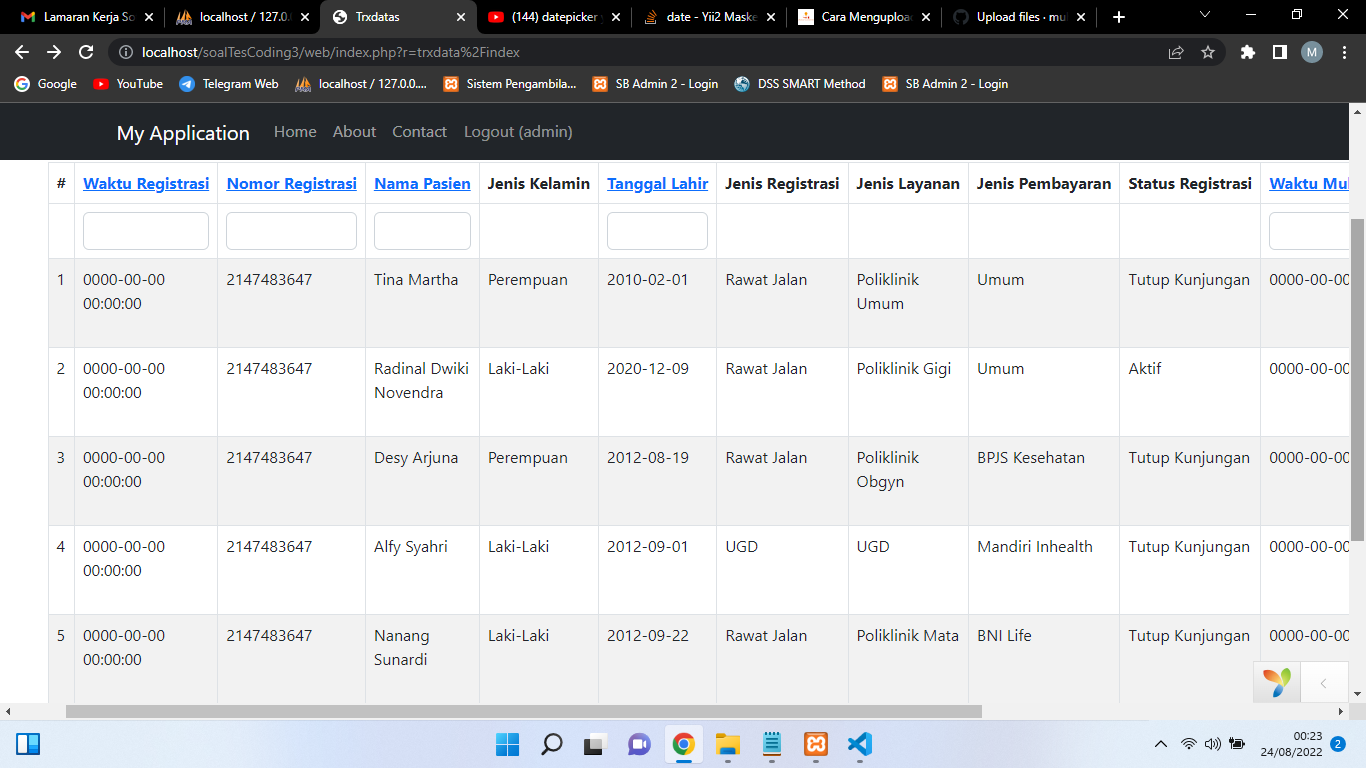 Lamaran Kerja So
localhost / 127.0.0
Trxdatas
(144) datepicker
date - Yii2 Maske
Cara Mengupload
Upload files · mu
localhost/soalTesCoding3/web/index.php?r=trxdata%2Findex
M
Google
YouTube
Telegram Web
localhost / 127.0.0....
Sistem Pengambila...
SB Admin 2 - Login
DSS SMART Method
SB Admin 2 - Login
My Application
Home
About
Contact
Logout (admin)
# Waktu Registrasi Nomor Registrasi Nama Pasien Jenis Kelamin Tanggal Lahir Jenis Registrasi Jenis Layanan Jenis Pembayaran Status Registrasi Waktu Mul
1 0000-00-00 2147483647 Tina Martha Perempuan 2010-02-01 Rawat Jalan Poliklinik Umum Tutup Kunjungan 0000-00-00
00:00:00 Umum
2 0000-00-00 2147483647 Radinal Dwiki Laki-Laki 2020-12-09 Rawat Jalan Poliklinik Gigi Umum Aktif 0000-00-00
00:00:00 Novendra
3 0000-00-00 2147483647 Desy Arjuna Perempuan 2012-08-19 Rawat Jalan Poliklinik BPJS Kesehatan Tutup Kunjungan 0000-00-00
00:00:00 Obgyn
4 0000-00-00 2147483647 Alfy Syahri Laki-Laki 2012-09-01 UGD UGD Mandiri Inhealth Tutup Kunjungan 0000-00-00
00:00:00
5 0000-00-00 2147483647 Nanang Laki-Laki 2012-09-22 Rawat Jalan Poliklinik Mata BNI Life Tutup Kunjungan 0000-00-00
00:00:00 Sunardi
00:23
24/08/2022
2